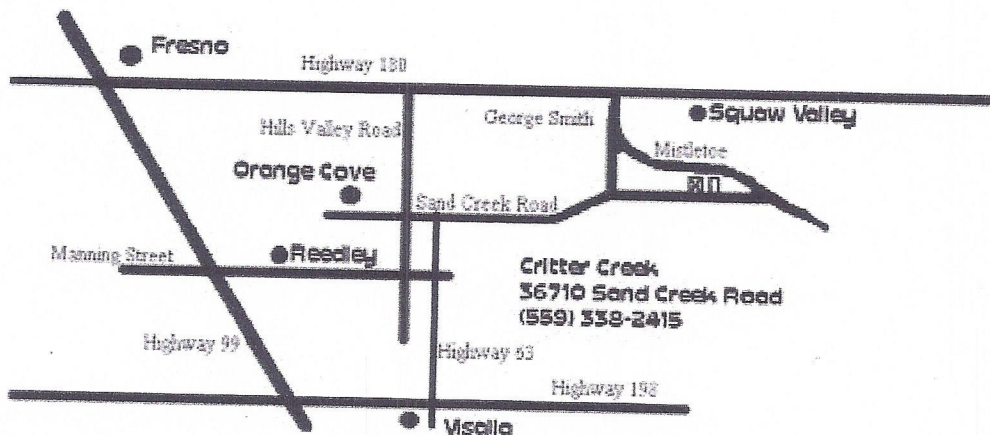 Fresno
Highway 180
Hills Valley Road
George Smith
Squaw Valley
Mistletoe
Orange Cove
Sand Creek Road
Manning Street
Reedley
Critter Creek
36710 Sand Creek Road
(559) 338-2415
Highway 99
Highway 63
Highway 198
Visalia